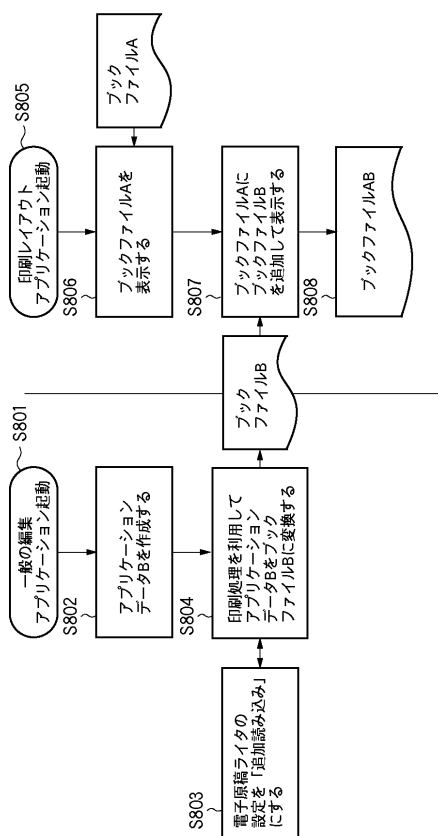 S801
一般の編集
アプリケーション起動
S802
アプリケーション
データBを作成する
S803
電子原稿ライタの
設定を「追加読み込み」
にする
S804
印刷処理を利用して
アプリケーション
データBをブック
ファイルBに変換する
ブック
ファイルB
S805
印刷レイアウト
アプリケーション起動
S806
ブックファイルAを
表示する
ブック
ファイルA
S807
ブックファイルAに
ブックファイルB
を追加して表示する
S808
ブックファイルAB